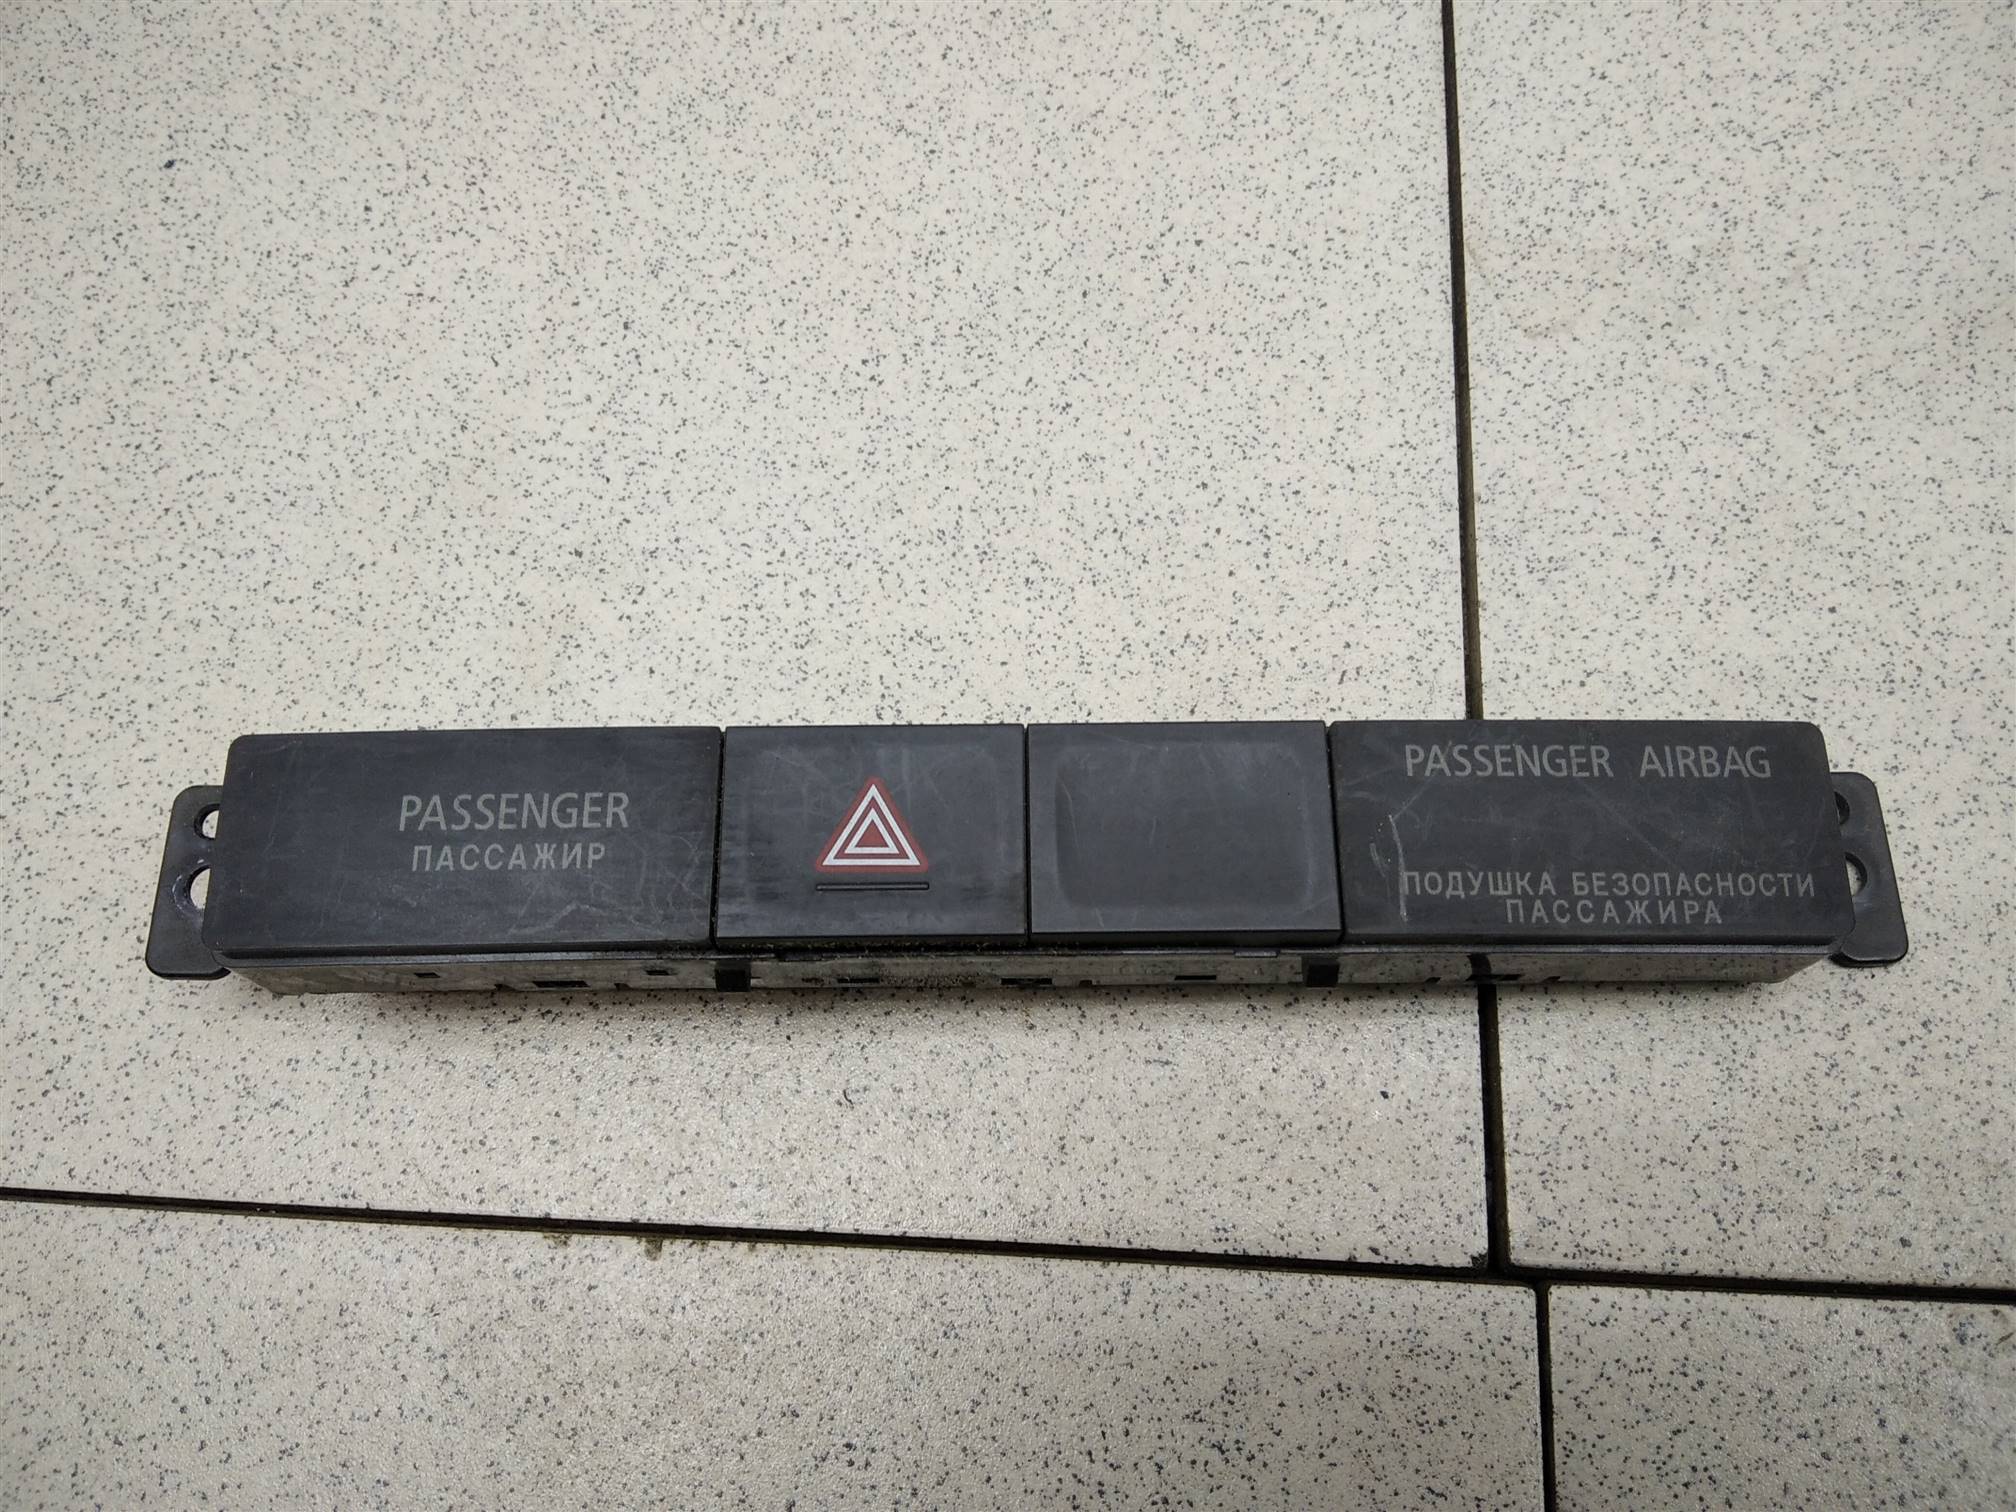 PASSENGER
ПАССАЖИР
PASSENGER AIRBAG
ПОДУШКА БЕЗОПАСНОСТИ
ПАССАЖИРА